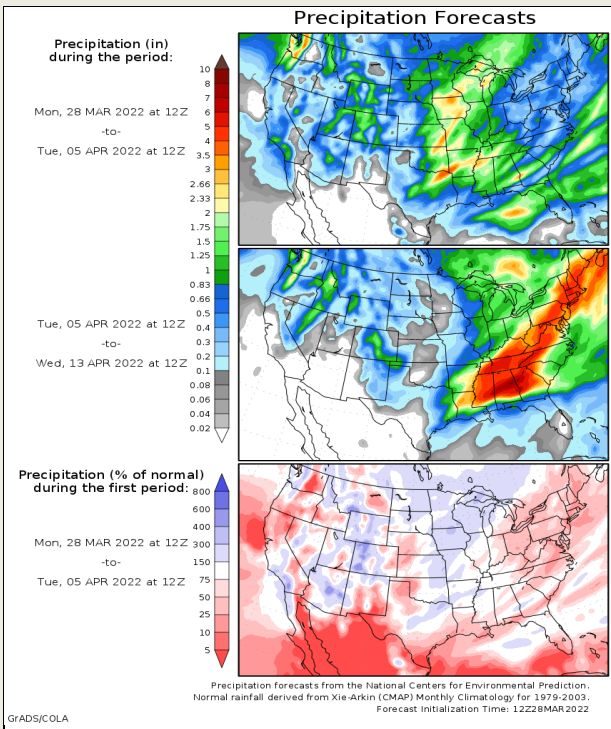 Precipitation Forecasts
Precipitation (in)
during the period:
Mon, 28 MAR 2022 at 12Z
-to-
Tue, 05 APR 2022 at 12Z
10
8
7
6
5
4
3.5
3
2.66
2.33
2
1.75
1.5
1.25
1
0.83
0.66
0.5
0.4
0.3
0.2
0.1
0.08
0.06
0.04
0.02
Tue, 05 APR 2022 at 12Z
-to-
Wed, 13 APR 2022 at 12Z
Precipitation (% of normal)
during the first period:
Mon, 28 MAR 2022 at 12Z
-to-
Tue, 05 APR 2022 at 12Z
800
600
400
300
150
75
50
25
10
5
Precipitation forecasts from the National Centers for Environmental Prediction.
Normal rainfall derived from Xie-Arkin (CMAP) Monthly Climatology for 1979-2003.
Forecast Initialization Time: 12Z28MAR2022
GrADS/COLA